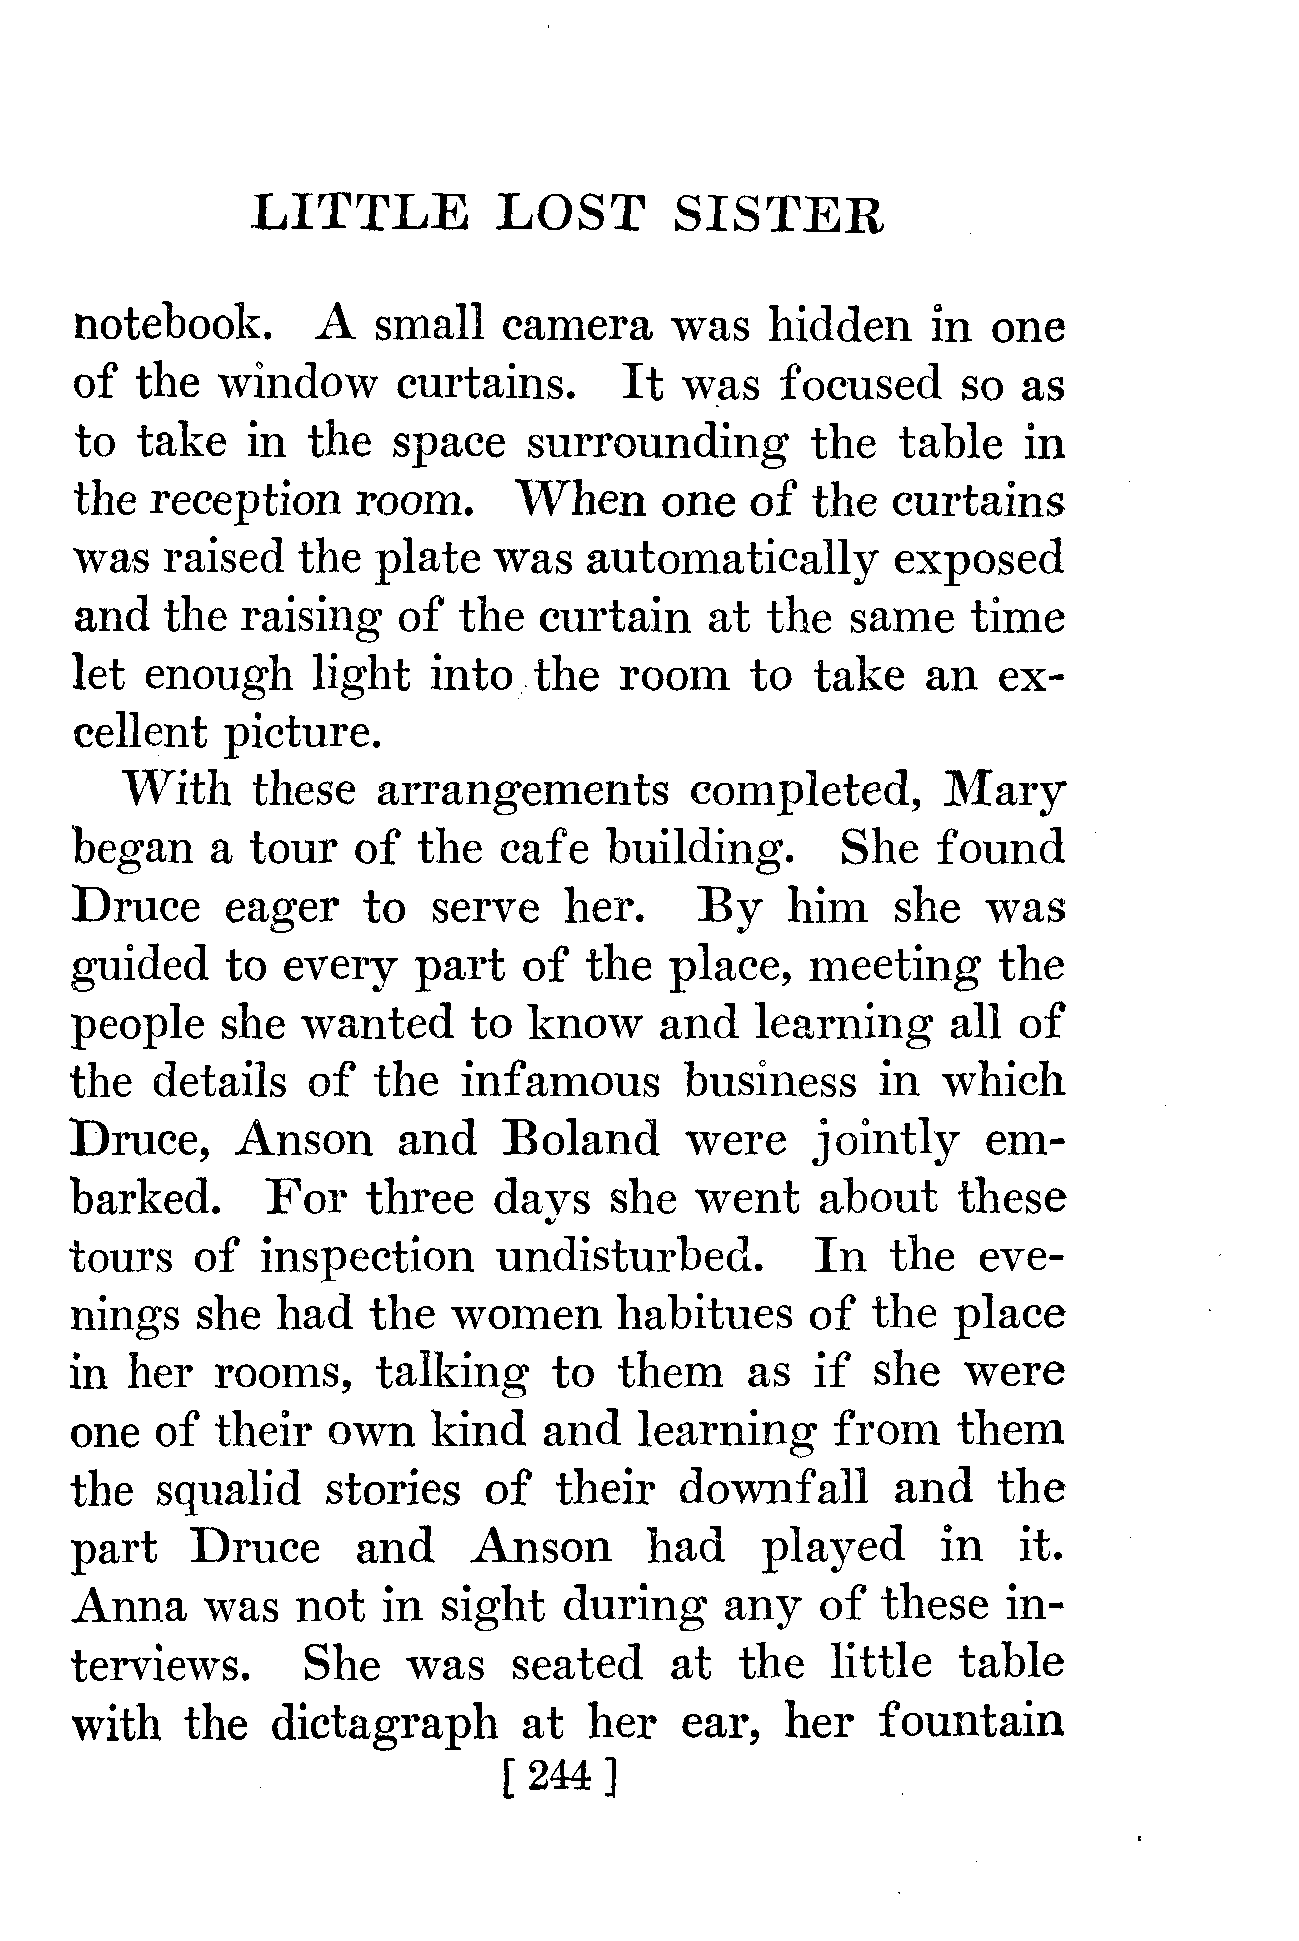 LITTLE LOST SISTER
notebook. A small camera was hidden in one
of the window curtains. It was focused so as
to take in the space surrounding the table in
the reception room. When one of the curtains
was raised the plate was automatically exposed
and the raising of the curtain at the same time
let enough light into the room to take an ex-
cellent picture.
With these arrangements completed, Mary
began a tour of the cafe building. She found
Druce eager to serve her. By him she was
guided to every part of the place, meeting the
people she wanted to know and learning all of
the details of the infamous business in which
Druce, Anson and Boland were jointly em-
barked. For three days she went about these
tours of inspection undisturbed. In the eve-
nings she had the women habitues of the place
in her rooms, talking to them as if she were
one of their own kind and learning from them
the squalid stories of their downfall and the
part Druce and Anson had played in it.
Anna was not in sight during any of these in-
terviews. She was seated at the little table
with the dictagraph at her ear, her fountain
[ 244 ]